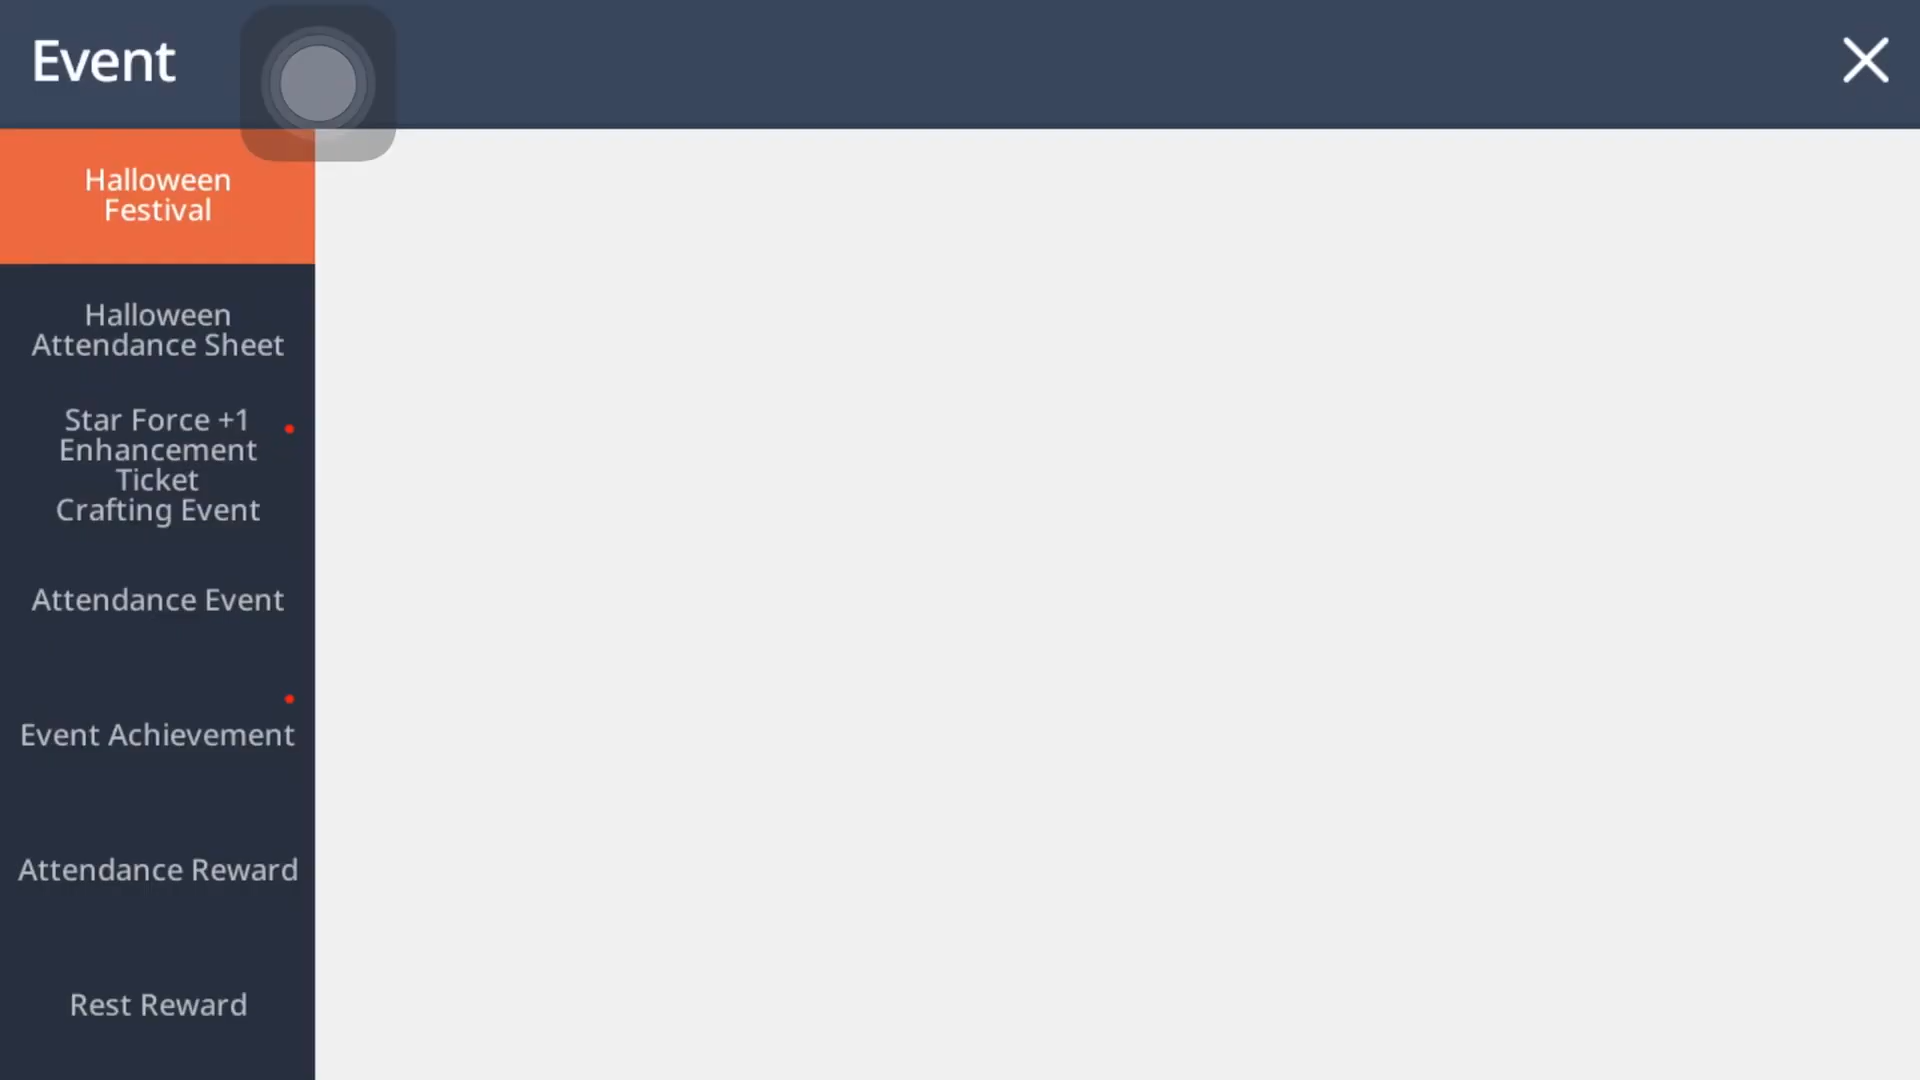 Event
Halloween
Festival
Halloween
Attendance Sheet
Star Force +1
Enhancement
Ticket
Crafting Event
Attendance Event
Event Achievement
Attendance Reward
Rest Reward